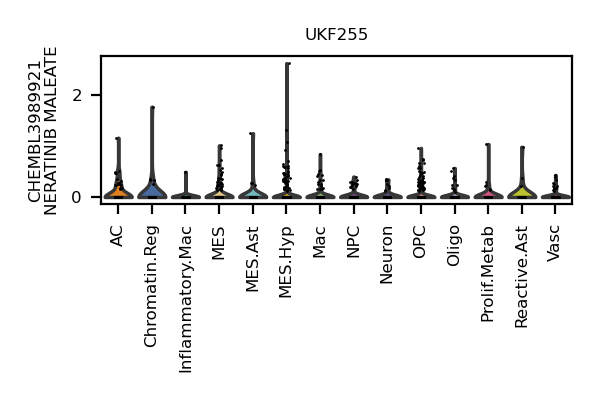 UKF255
CHEMBL3989921
NERATINIB MALEATE
2
0
AC
Chromatin.Reg
Inflammatory.Mac
MES
MES.Ast
MES.Hyp
Mac
NPC
Neuron
OPC
Oligo
Prolif.Metab
Reactive.Ast
Vasc